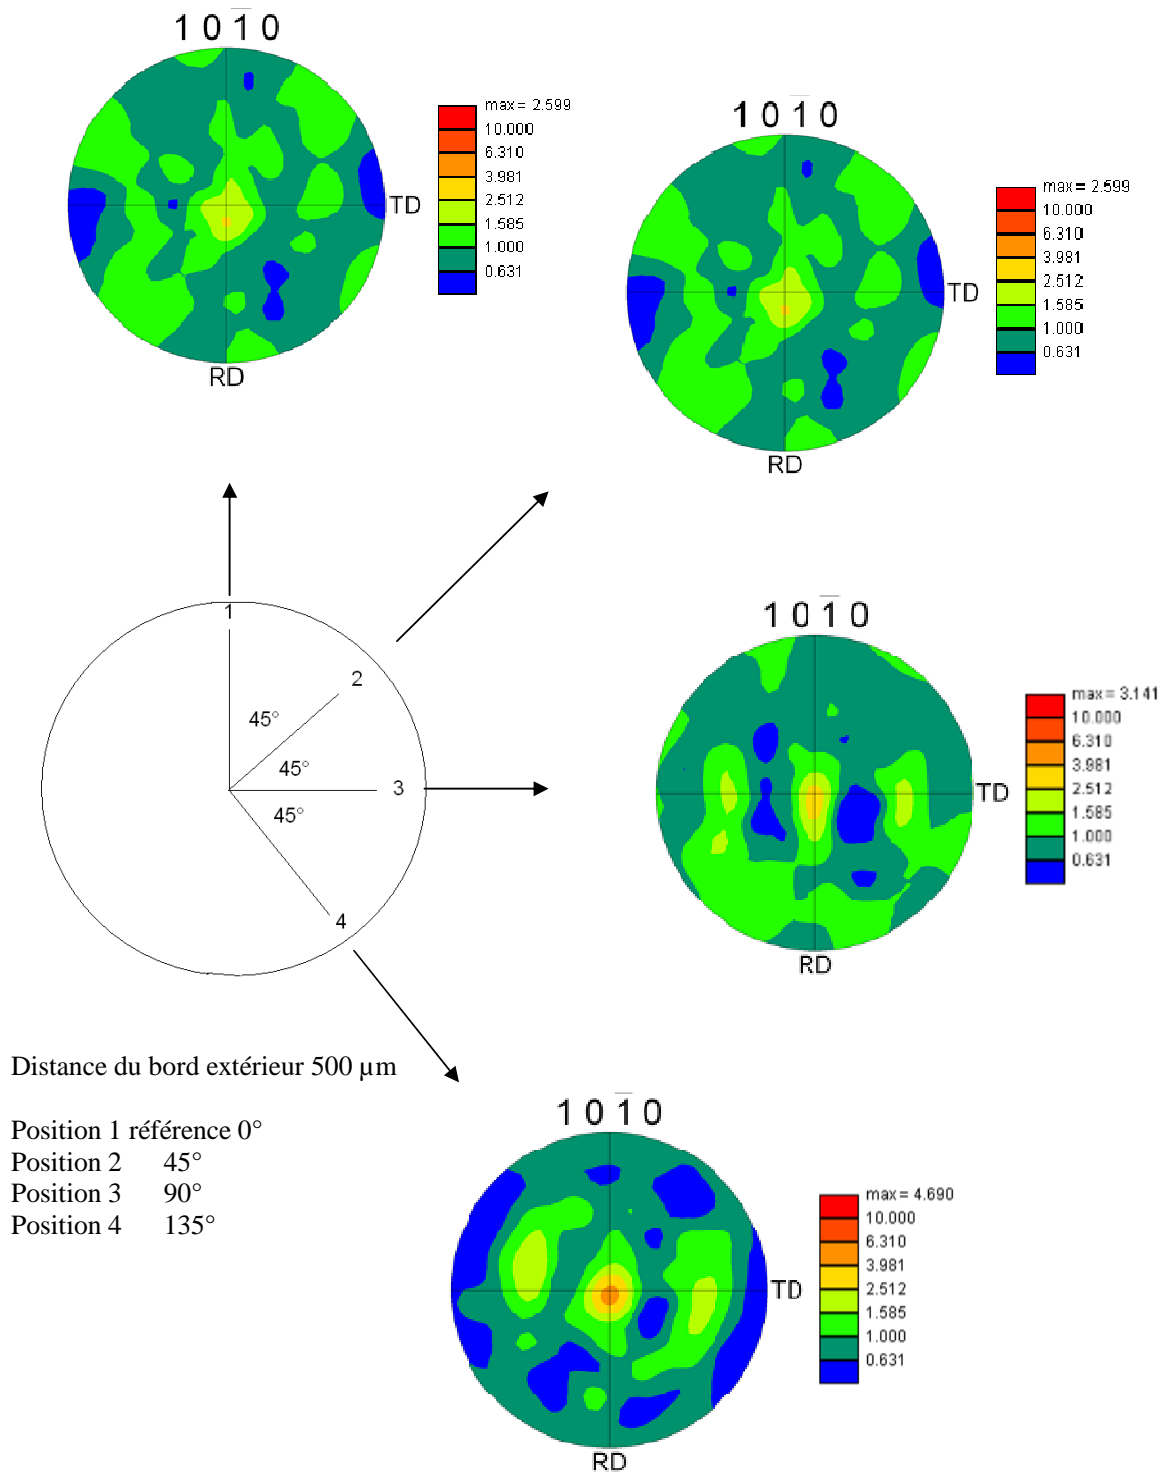 1 0 1̅ 0
max = 2.599
10.000
6.310
3.981
2.512
1.585
1.000
0.631
TD
RD
1 0 1̅ 0
max = 2.599
10.000
6.310
3.981
2.512
1.585
1.000
0.631
TD
RD
1
2
3
4
45°
45°
45°
1 0 1̅ 0
max = 3.141
10.000
6.310
3.981
2.512
1.585
1.000
0.631
TD
RD
Distance du bord extérieur 500 µm
Position 1 référence 0°
Position 2 45°
Position 3 90°
Position 4 135°
1 0 1̅ 0
max = 4.690
10.000
6.310
3.981
2.512
1.585
1.000
0.631
TD
RD